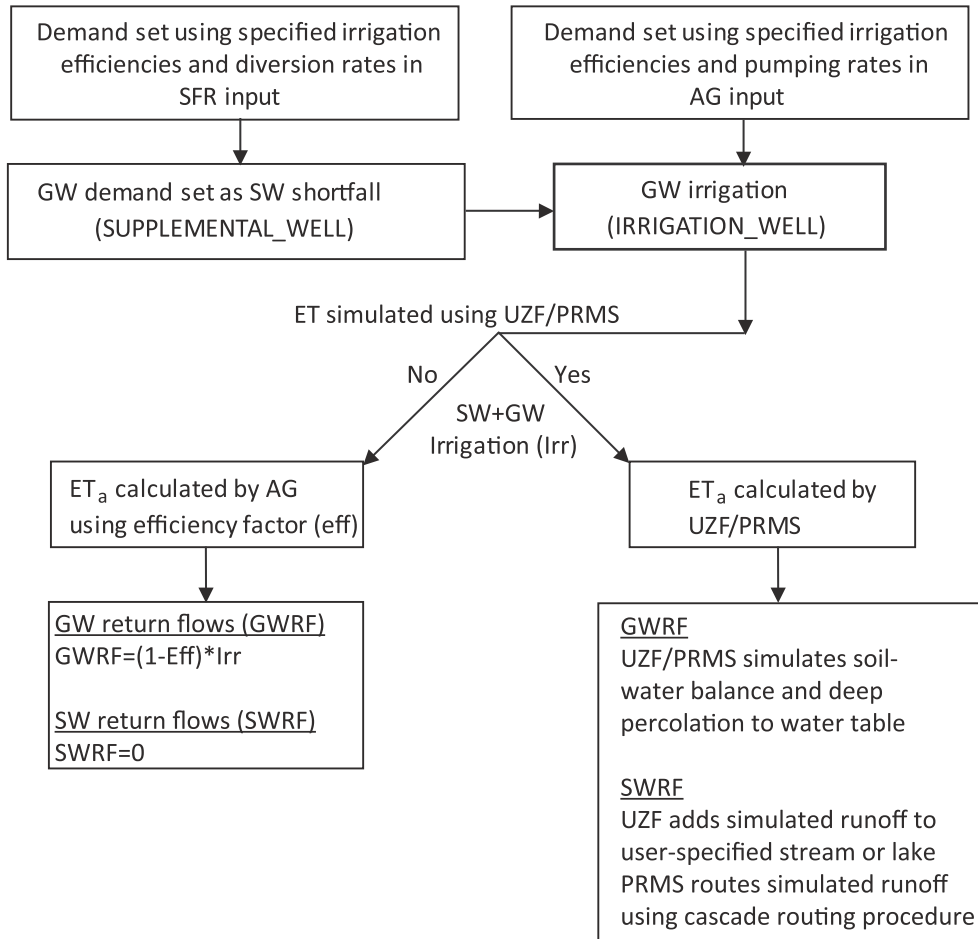 Demand set using specified irrigation
efficiencies and diversion rates in
SFR input
Demand set using specified irrigation
efficiencies and pumping rates in
AG input
GW demand set as SW shortfall
(SUPPLEMENTAL_WELL)
GW irrigation
(IRRIGATION_WELL)
ET simulated using UZF/PRMS
No
Yes
SW+GW
Irrigation (Irr)
ETa calculated by AG
using efficiency factor (eff)
ETa calculated by
UZF/PRMS
GW return flows (GWRF)
GWRF=(1-Eff)*Irr
SW return flows (SWRF)
SWRF=0
GWRF
UZF/PRMS simulates soil-
water balance and deep
percolation to water table
SWRF
UZF adds simulated runoff to
user-specified stream or lake
PRMS routes simulated runoff
using cascade routing procedure